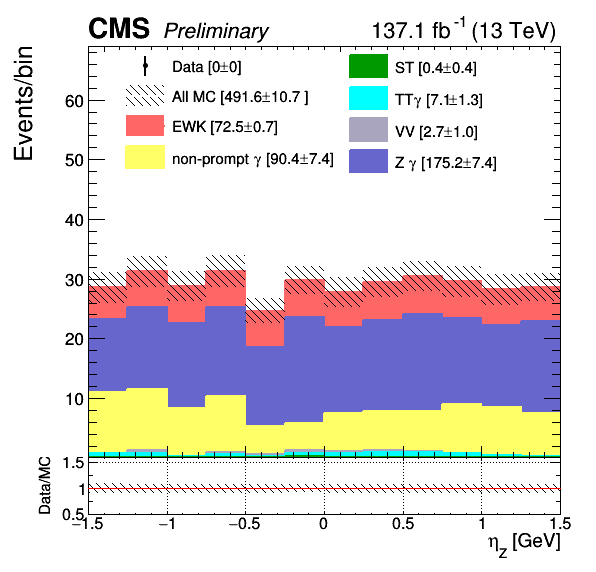 CMS Preliminary 137.1 fb⁻¹ (13 TeV)
Events/bin
Data [0±0]
All MC [491.6±10.7 ]
EWK [72.5±0.7]
non-prompt γ [90.4±7.4]
ST [0.4±0.4]
TTγ [7.1±1.3]
VV [2.7±1.0]
Z γ [175.2±7.4]
60
50
40
30
20
10
Data/MC
1.5
1
0.5
−1.5 −1 −0.5 0 0.5 1 1.5
η_Z [GeV]